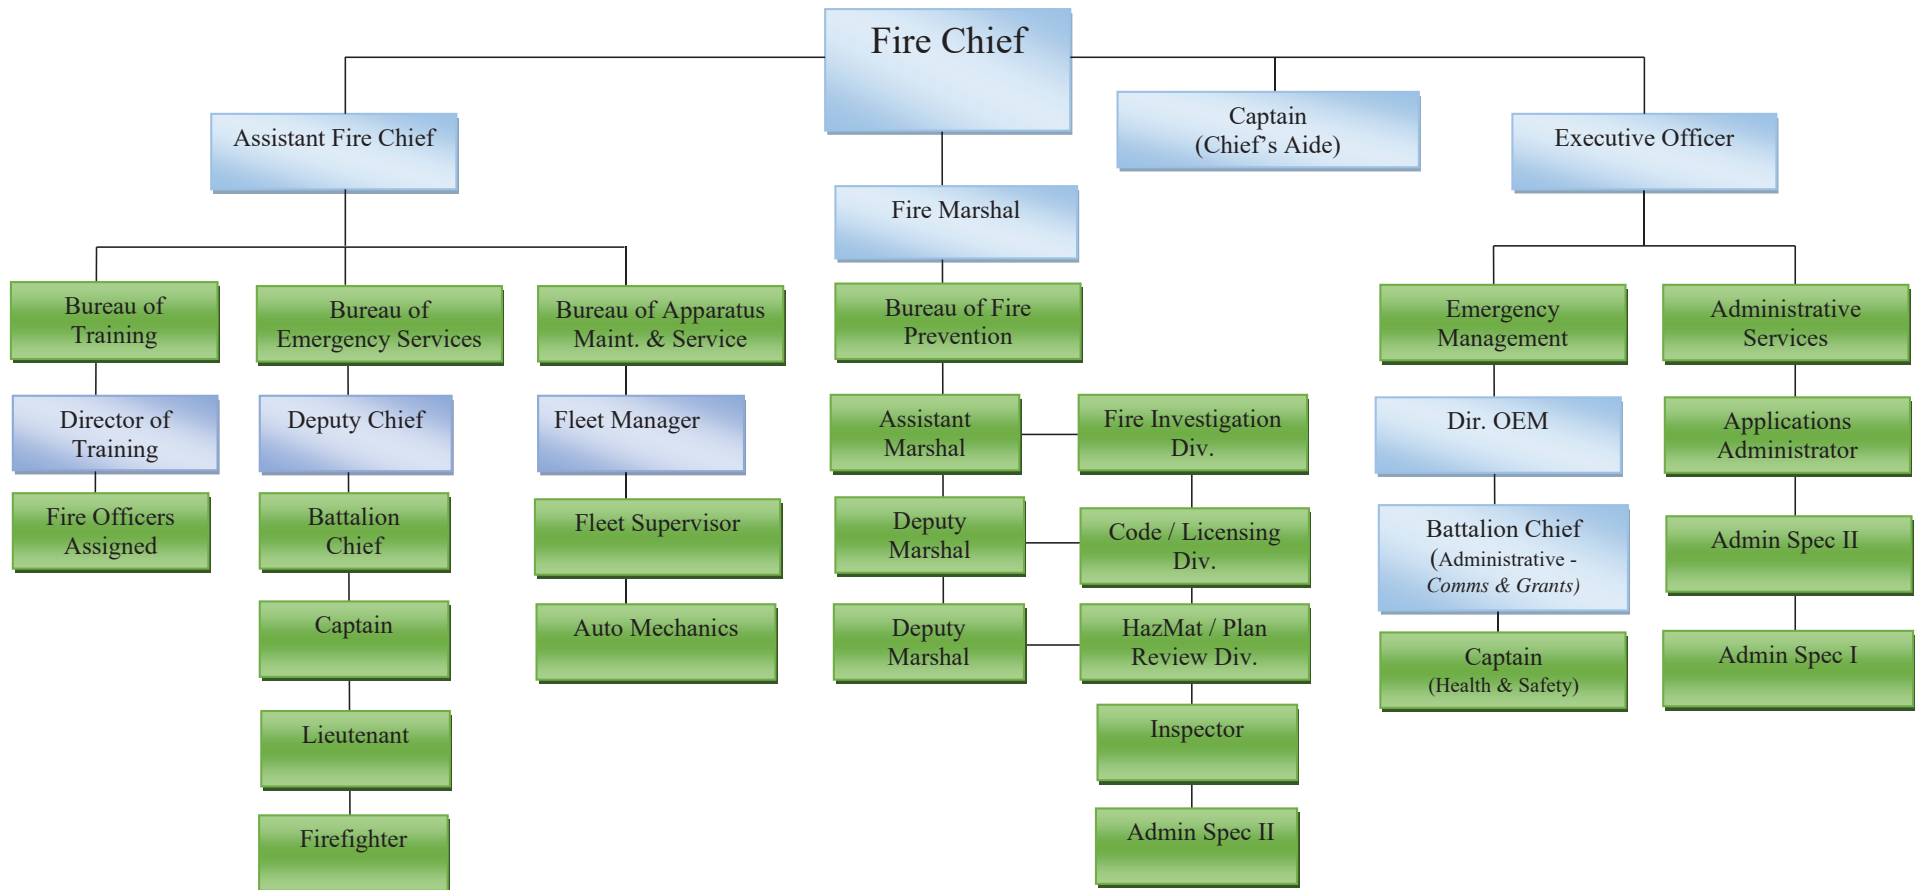 Fire Chief
Assistant Fire Chief
Captain
(Chief's Aide)
Executive Officer
Fire Marshal
Bureau of
Training
Bureau of
Emergency Services
Bureau of Apparatus
Maint. & Service
Bureau of Fire
Prevention
Emergency
Management
Administrative
Services
Director of
Training
Deputy Chief
Fleet Manager
Assistant
Marshal
Fire Investigation
Div.
Dir. OEM
Applications
Administrator
Fire Officers
Assigned
Battalion
Chief
Fleet Supervisor
Deputy
Marshal
Code / Licensing
Div.
Battalion Chief
(Administrative -
Comms & Grants)
Admin Spec II
Captain
Auto Mechanics
Deputy
Marshal
HazMat / Plan
Review Div.
Captain
(Health & Safety)
Admin Spec I
Lieutenant
Inspector
Firefighter
Admin Spec II